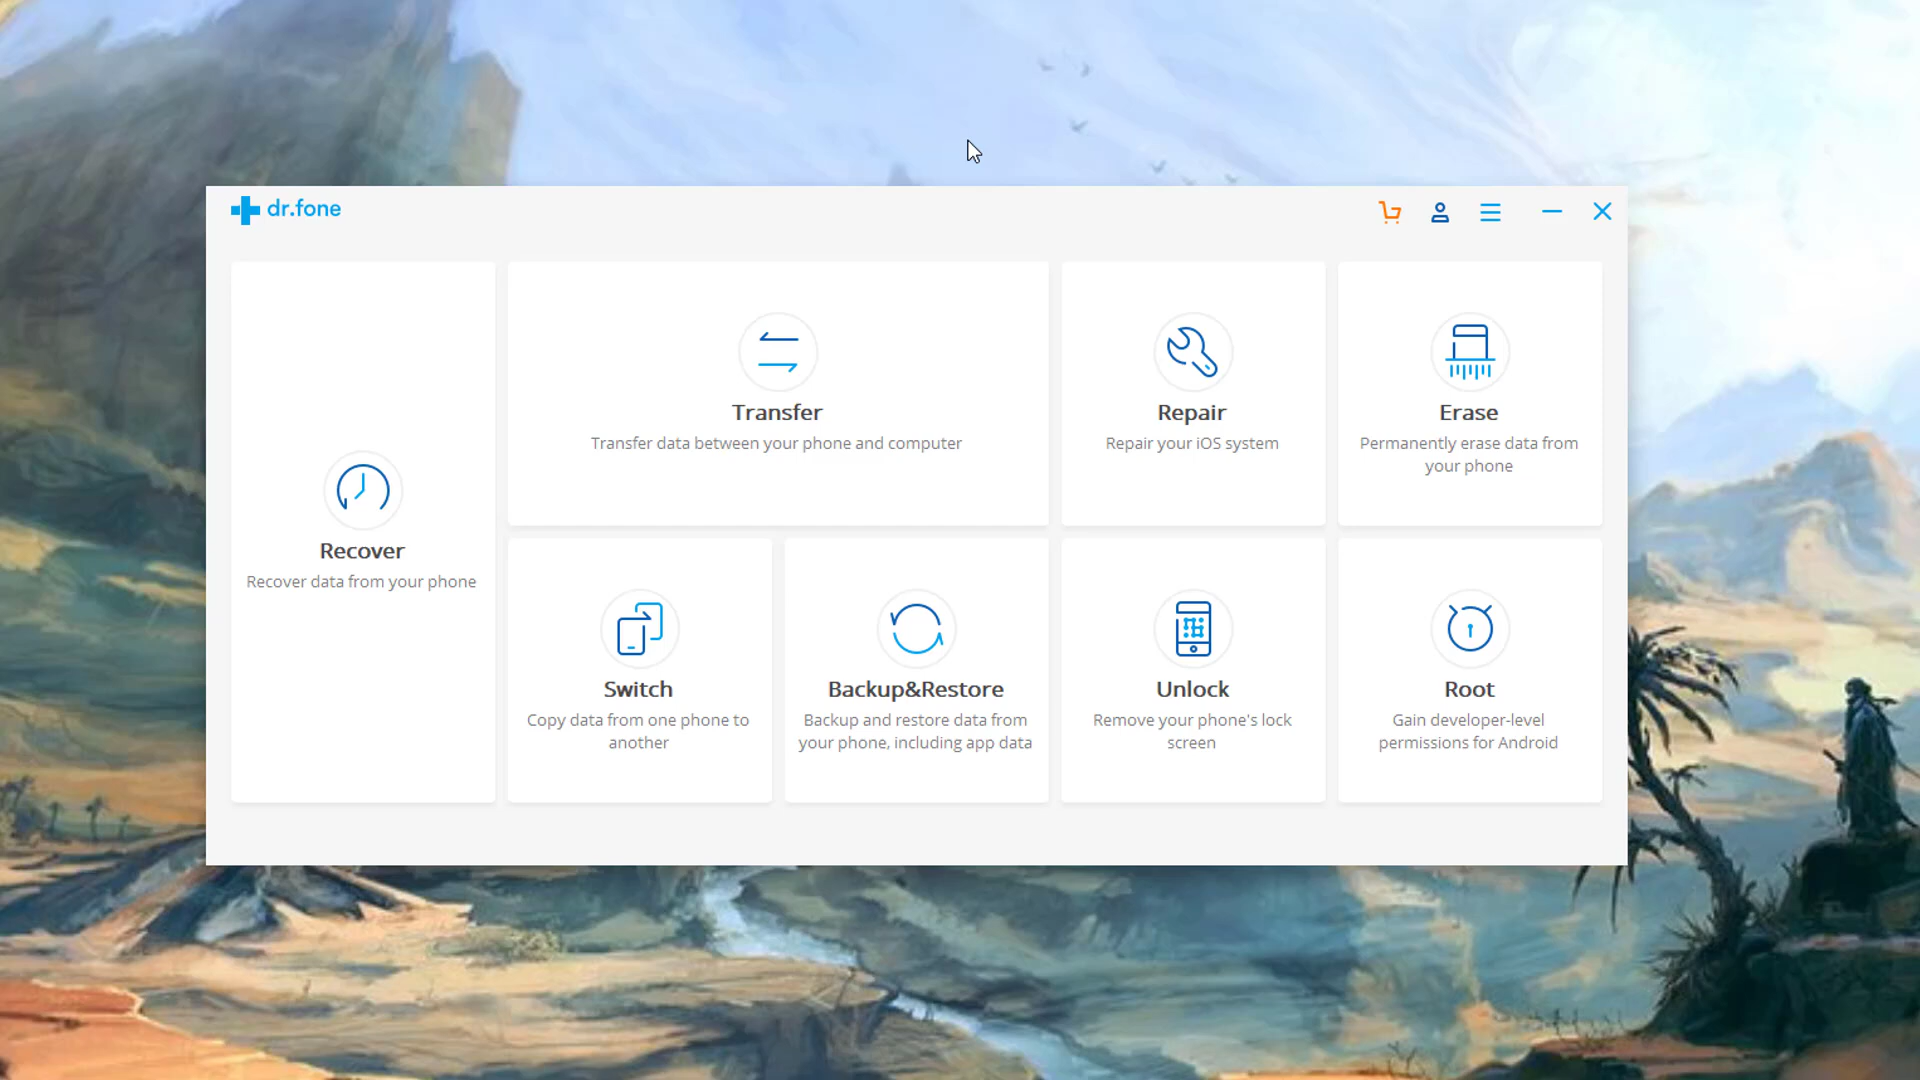 dr.fone
Recover
Recover data from your phone
Transfer
Transfer data between your phone and computer
Repair
Repair your iOS system
Erase
Permanently erase data from
your phone
Switch
Copy data from one phone to
another
Backup&Restore
Backup and restore data from
your phone, including app data
Unlock
Remove your phone's lock
screen
Root
Gain developer-level
permissions for Android